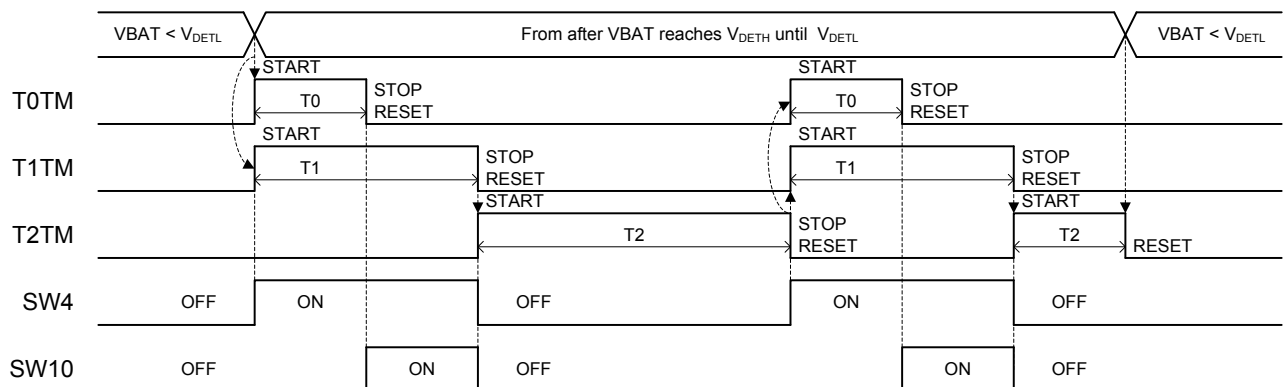 VBAT < VDETL From after VBAT reaches VDETH until VDETL VBAT < VDETL
START START
T0TM T0 STOP T0 STOP
RESET RESET
START START
T1TM T1 STOP T1 STOP
RESET RESET
START START
T2TM T2 STOP T2
RESET RESET
SW4 OFF ON OFF ON OFF
SW10 OFF ON OFF ON OFF